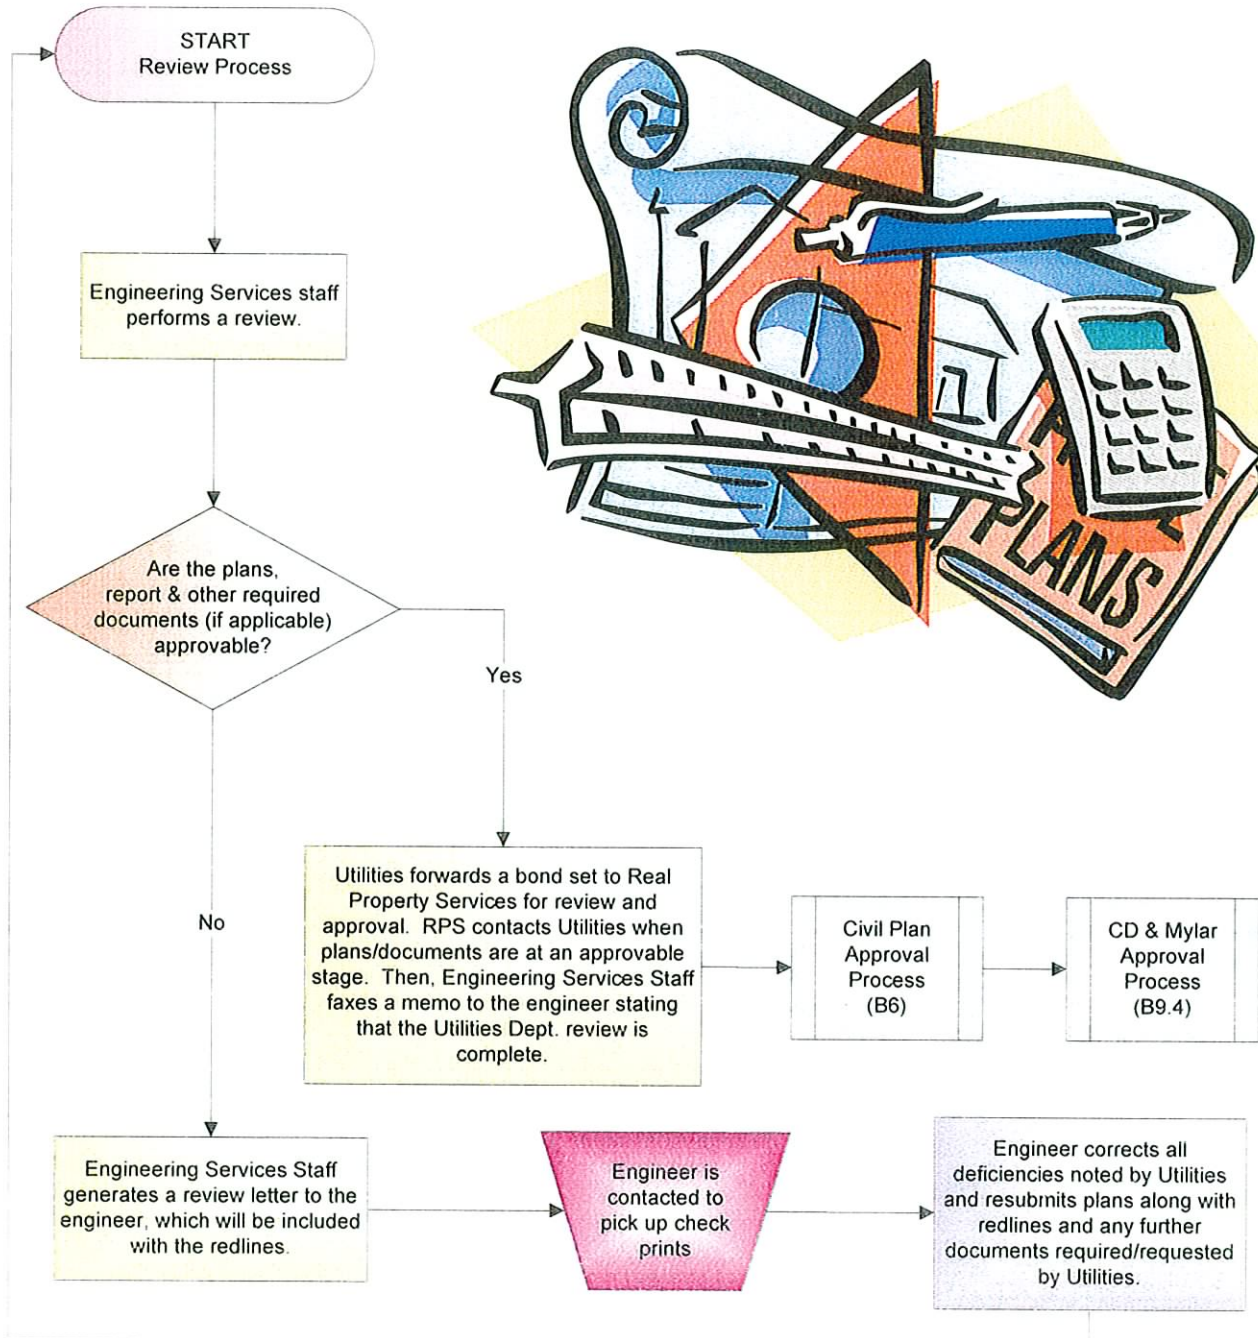 START
Review Process
Engineering Services staff
performs a review.
Are the plans,
report & other required
documents (if applicable)
approvable?
Yes
No
Utilities forwards a bond set to Real
Property Services for review and
approval. RPS contacts Utilities when
plans/documents are at an approvable
stage. Then, Engineering Services Staff
faxes a memo to the engineer stating
that the Utilities Dept. review is
complete.
Civil Plan
Approval
Process
(B6)
CD & Mylar
Approval
Process
(B9.4)
Engineering Services Staff
generates a review letter to the
engineer, which will be included
with the redlines.
Engineer is
contacted to
pick up check
prints
Engineer corrects all
deficiencies noted by Utilities
and resubmits plans along with
redlines and any further
documents required/requested
by Utilities.
PLANS